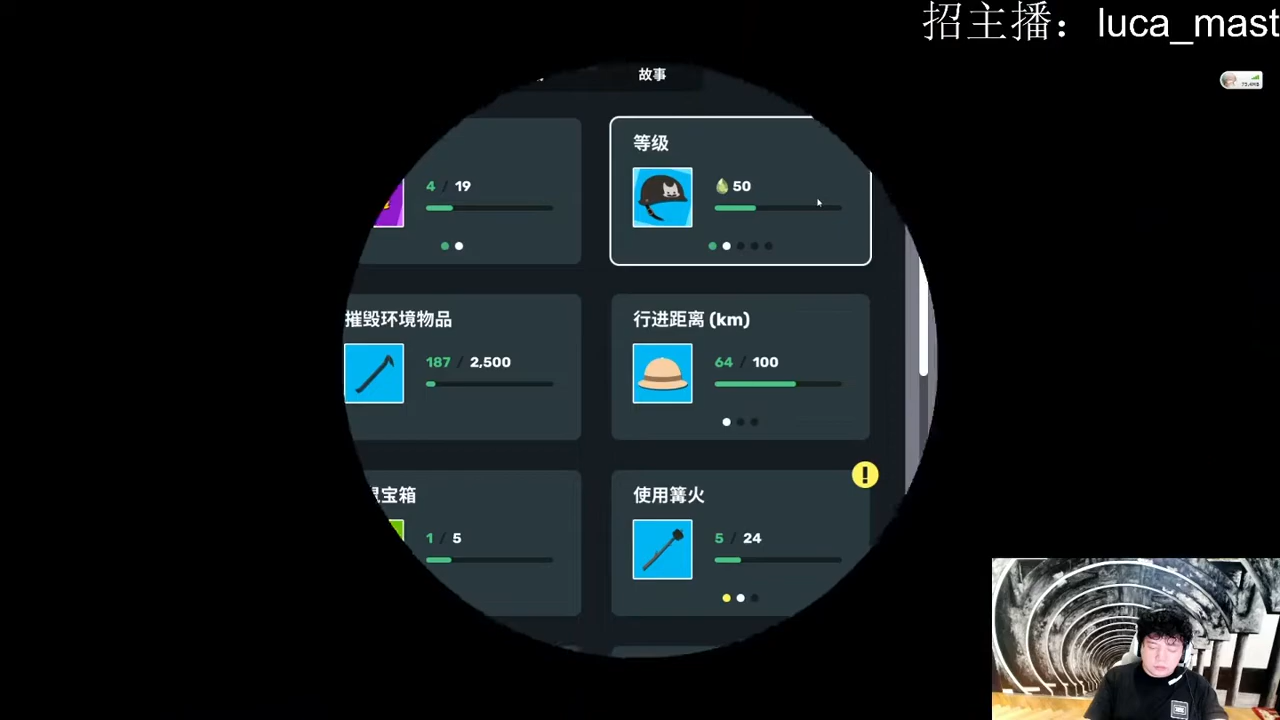 招主播：luca_mast
故事
等级
4 / 19
50
摧毁环境物品
行进距离 (km)
187 / 2,500
64 / 100
宝箱
使用篝火
1 / 5
5 / 24